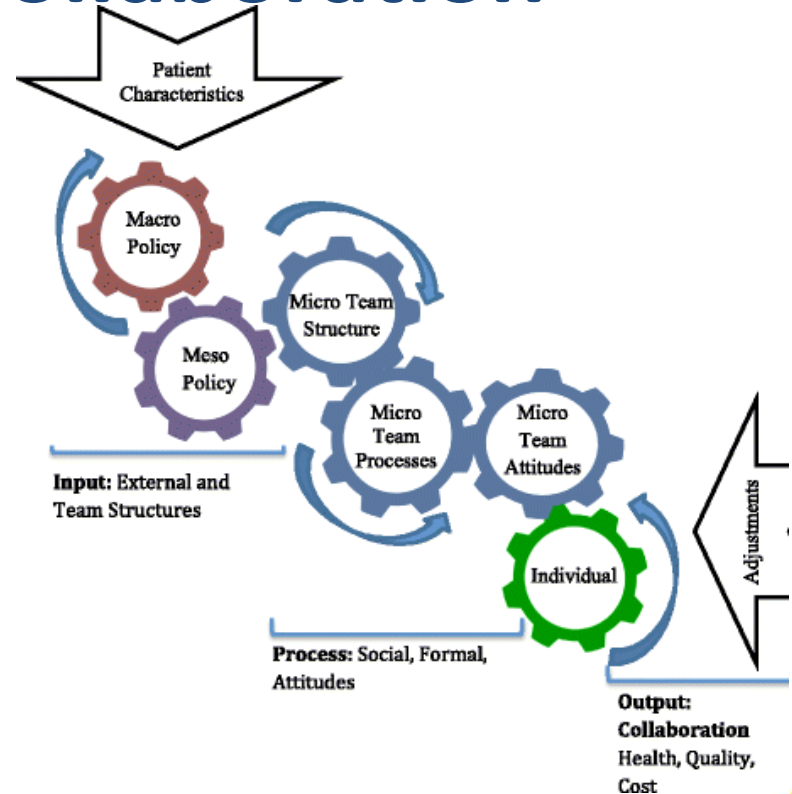 Patient
Characteristics
Macro
Policy
Micro Team
Structure
Meso
Policy
Micro
Team
Processes
Micro
Team
Attitudes
Input: External and
Team Structures
Adjustments
Individual
Process: Social, Formal,
Attitudes
Output:
Collaboration
Health, Quality,
Cost